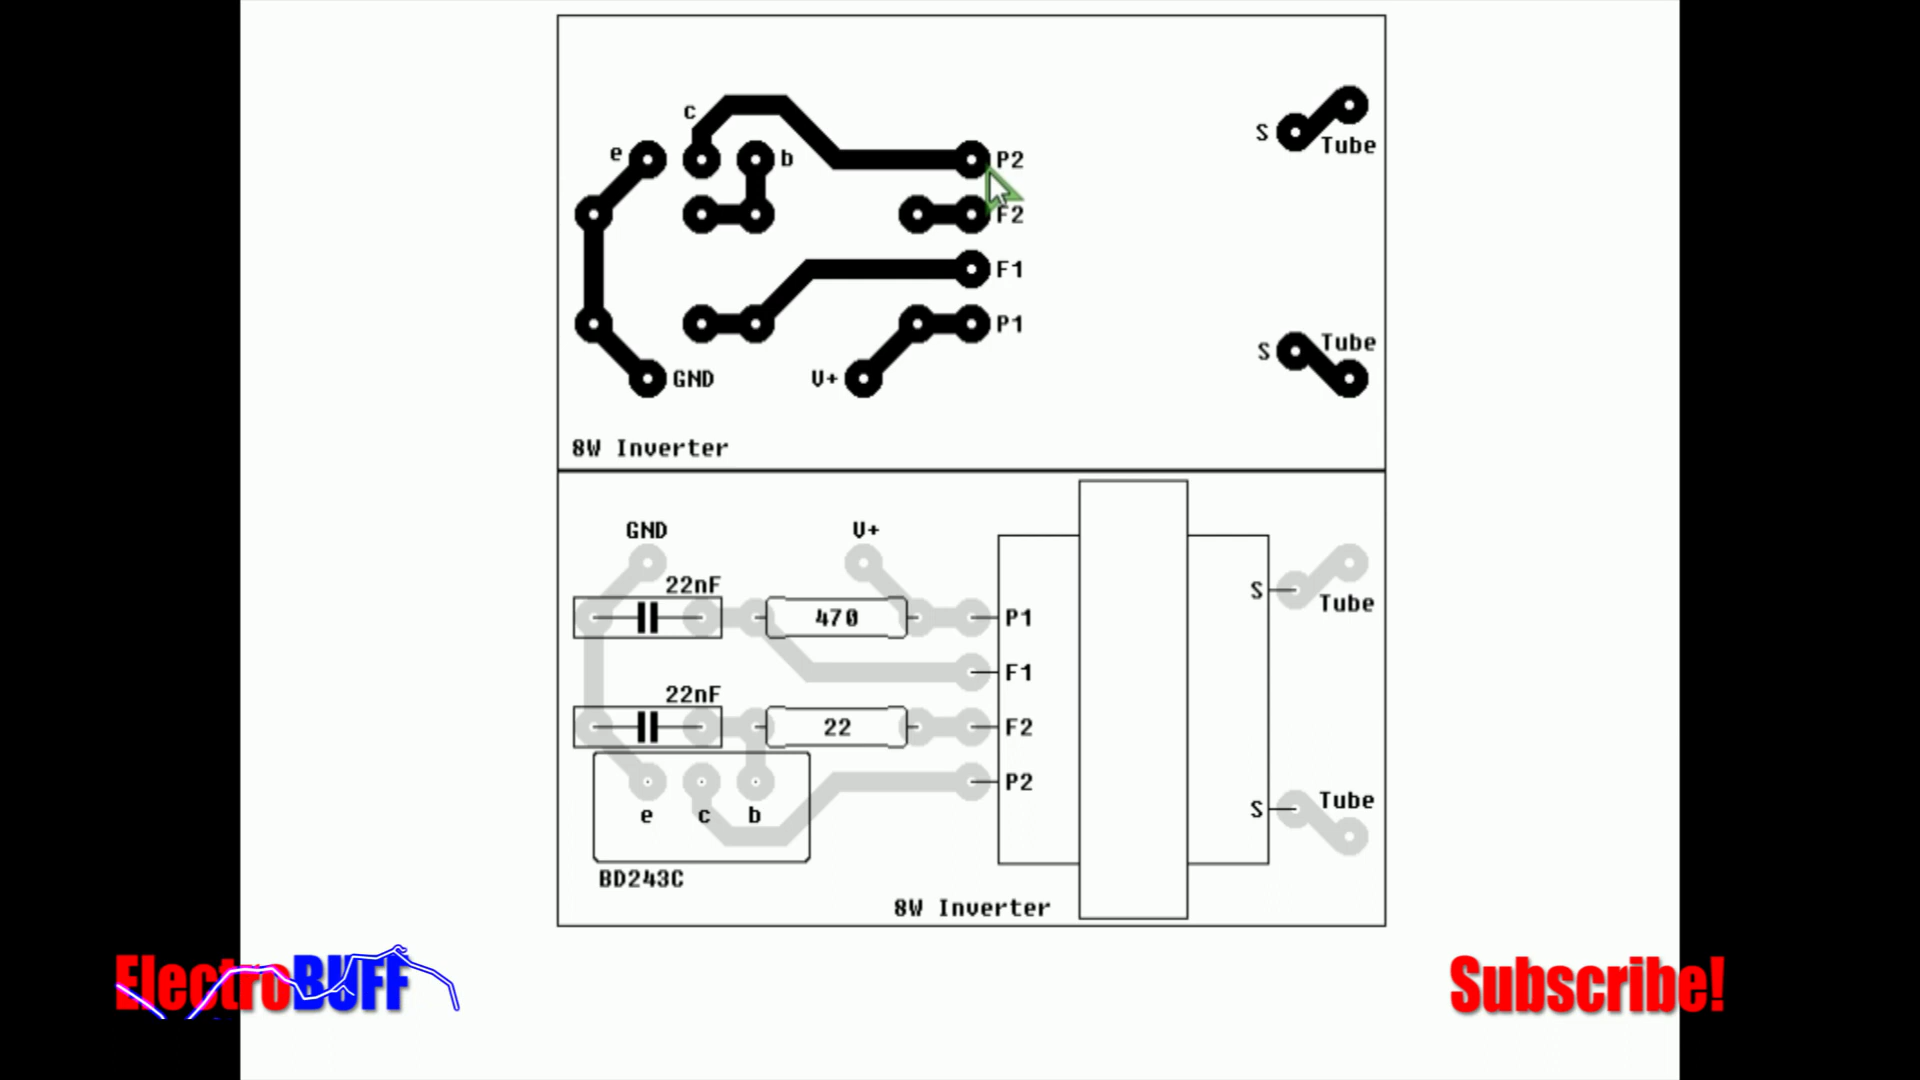 c
e b P2 S Tube
F2
F1
P1 S Tube
GND V+
8W Inverter
GND V+
22nF
470 P1 S Tube
F1
22nF
22 F2
P2
e c b S Tube
BD243C
8W Inverter
ElectroBUFF Subscribe!